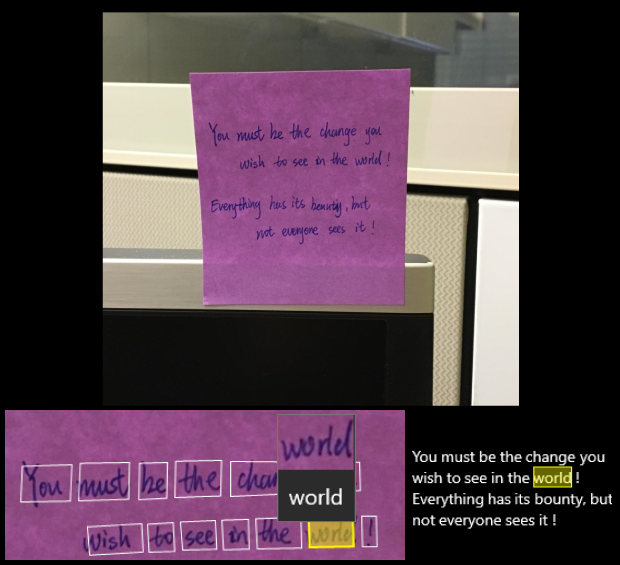 You must be the change you
wish to see in the world !
Everything has its beauty, but
not everyone sees it !
world
You must be the chan
world
wish to see in the world !
You must be the change you
wish to see in the world !
Everything has its bounty, but
not everyone sees it !